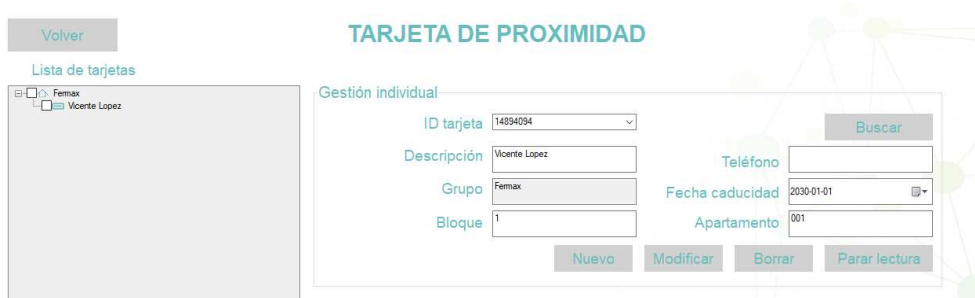 Volver
TARJETA DE PROXIMIDAD
Lista de tarjetas
Fermax
Vicente Lopez
Gestión individual
ID tarjeta 14894094
Buscar
Descripción Vicente Lopez
Teléfono
Grupo Fermax
Fecha caducidad 2030-01-01
Bloque 1
Apartamento 001
Nuevo Modificar Borrar Parar lectura